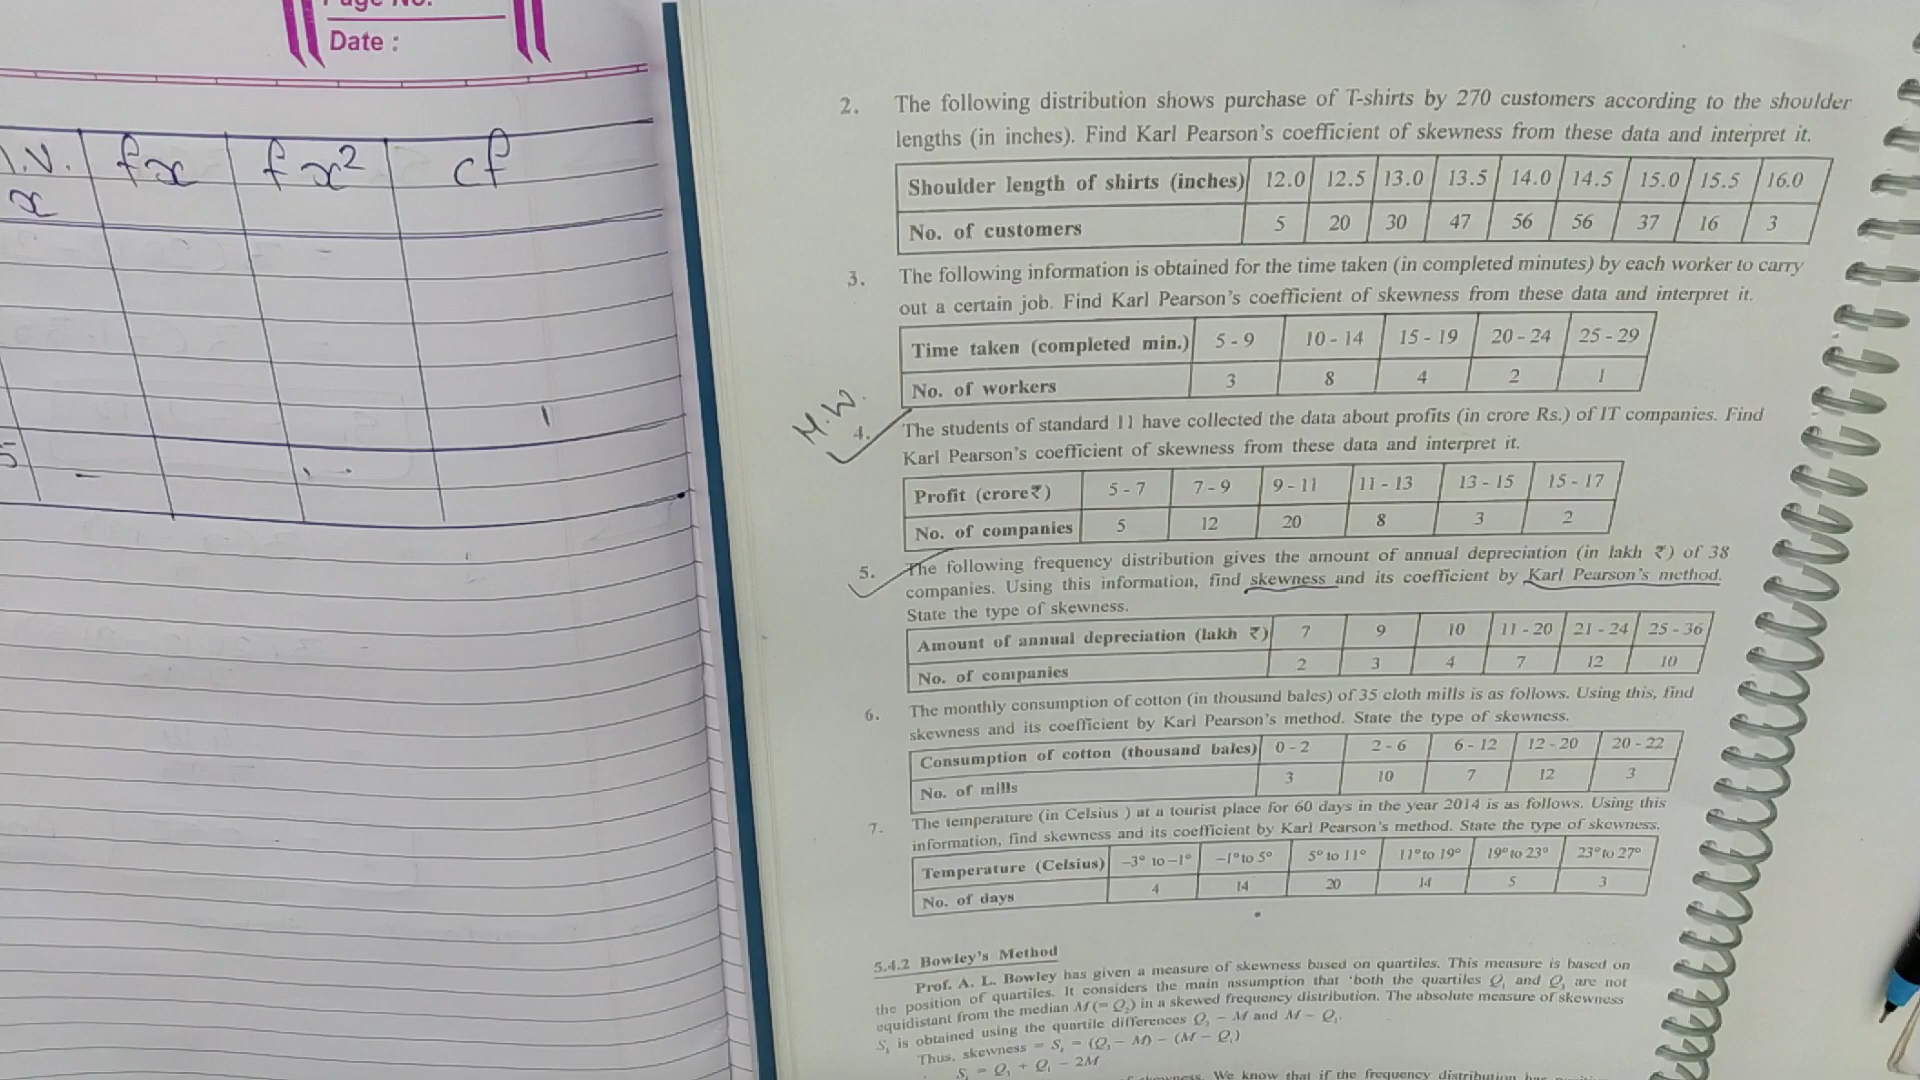 Page No.
Date :
M.V. fx fx² cf
x
5
2. The following distribution shows purchase of T-shirts by 270 customers according to the shoulder
lengths (in inches). Find Karl Pearson's coefficient of skewness from these data and interpret it.
Shoulder length of shirts (inches) 12.0 12.5 13.0 13.5 14.0 14.5 15.0 15.5 16.0
No. of customers 5 20 30 47 56 56 37 16 3
3. The following information is obtained for the time taken (in completed minutes) by each worker to carry
out a certain job. Find Karl Pearson's coefficient of skewness from these data and interpret it.
Time taken (completed min.) 5 - 9 10 - 14 15 - 19 20 - 24 25 - 29
No. of workers 3 8 4 2 1
H.W.
4. The students of standard 11 have collected the data about profits (in crore Rs.) of IT companies. Find
Karl Pearson's coefficient of skewness from these data and interpret it.
Profit (crore ₹) 5 - 7 7 - 9 9 - 11 11 - 13 13 - 15 15 - 17
No. of companies 5 12 20 8 3 2
5. The following frequency distribution gives the amount of annual depreciation (in lakh ₹) of 38
companies. Using this information, find skewness and its coefficient by Karl Pearson's method.
State the type of skewness.
Amount of annual depreciation (lakh ₹) 7 9 10 11 - 20 21 - 24 25 - 36
No. of companies 2 3 4 7 12 10
6. The monthly consumption of cotton (in thousand bales) of 35 cloth mills is as follows. Using this, find
skewness and its coefficient by Karl Pearson's method. State the type of skewness.
Consumption of cotton (thousand bales) 0 - 2 2 - 6 6 - 12 12 - 20 20 - 22
No. of mills 3 10 7 12 3
7. The temperature (in Celsius ) at a tourist place for 60 days in the year 2014 is as follows. Using this
information, find skewness and its coefficient by Karl Pearson's method. State the type of skewness.
Temperature (Celsius) –3° to –1° –1° to 5° 5° to 11° 11° to 19° 19° to 23° 23° to 27°
No. of days 4 14 20 14 5 3
5.4.2 Bowley's Method
Prof. A. L. Bowley has given a measure of skewness based on quartiles. This measure is based on
the position of quartiles. It considers the main assumption that 'both the quartiles Q₁ and Q₃ are not
equidistant from the median M (= Q₂) in a skewed frequency distribution. The absolute measure of skewness
Sₖ is obtained using the quartile differences Q₃ – M and M – Q₁.
Thus, skewness = Sₖ = (Q₃ – M) – (M – Q₁)
Sₖ = Q₃ + Q₁ – 2M
We know that if the frequency distribution has